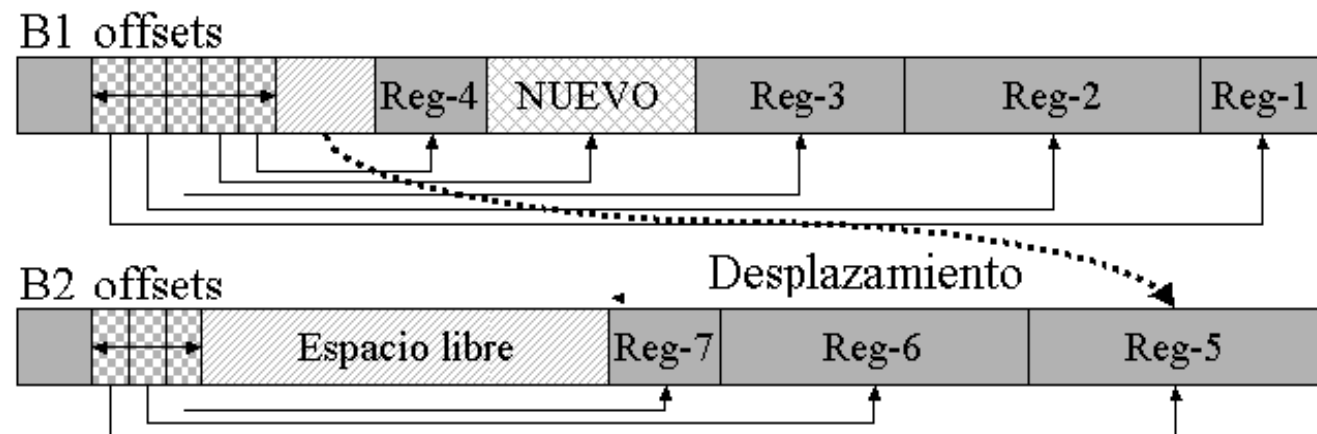 B1 offsets
Reg-4 NUEVO Reg-3 Reg-2 Reg-1
Desplazamiento
B2 offsets
Espacio libre Reg-7 Reg-6 Reg-5